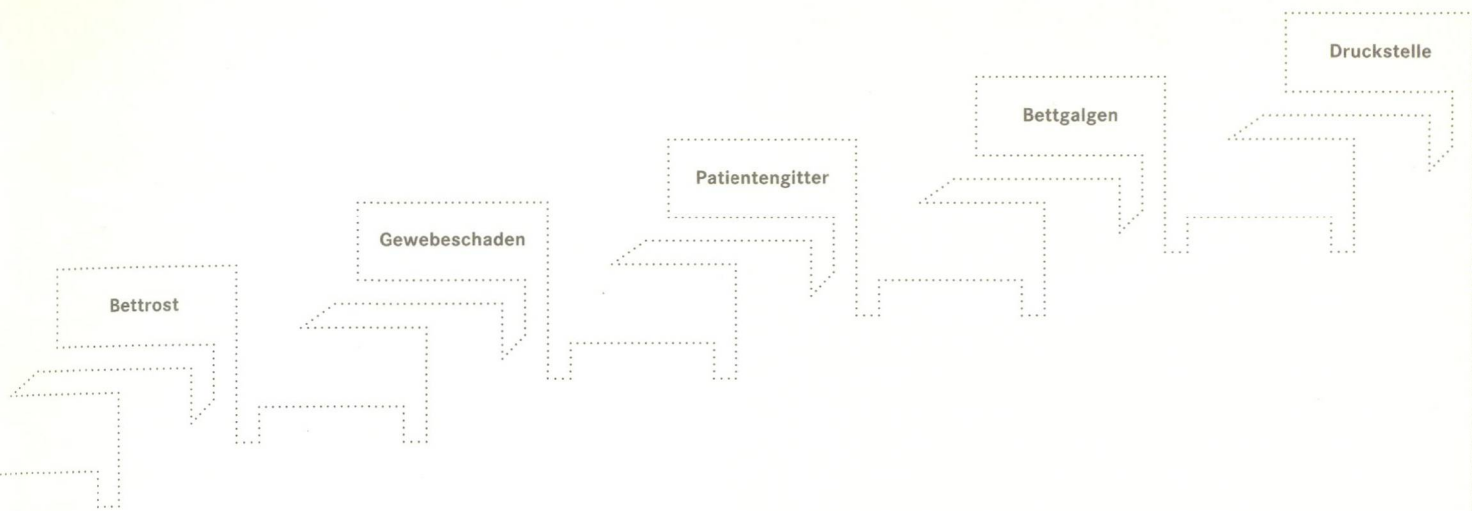 Bettrost
Gewebeschaden
Patientengitter
Bettgalgen
Druckstelle